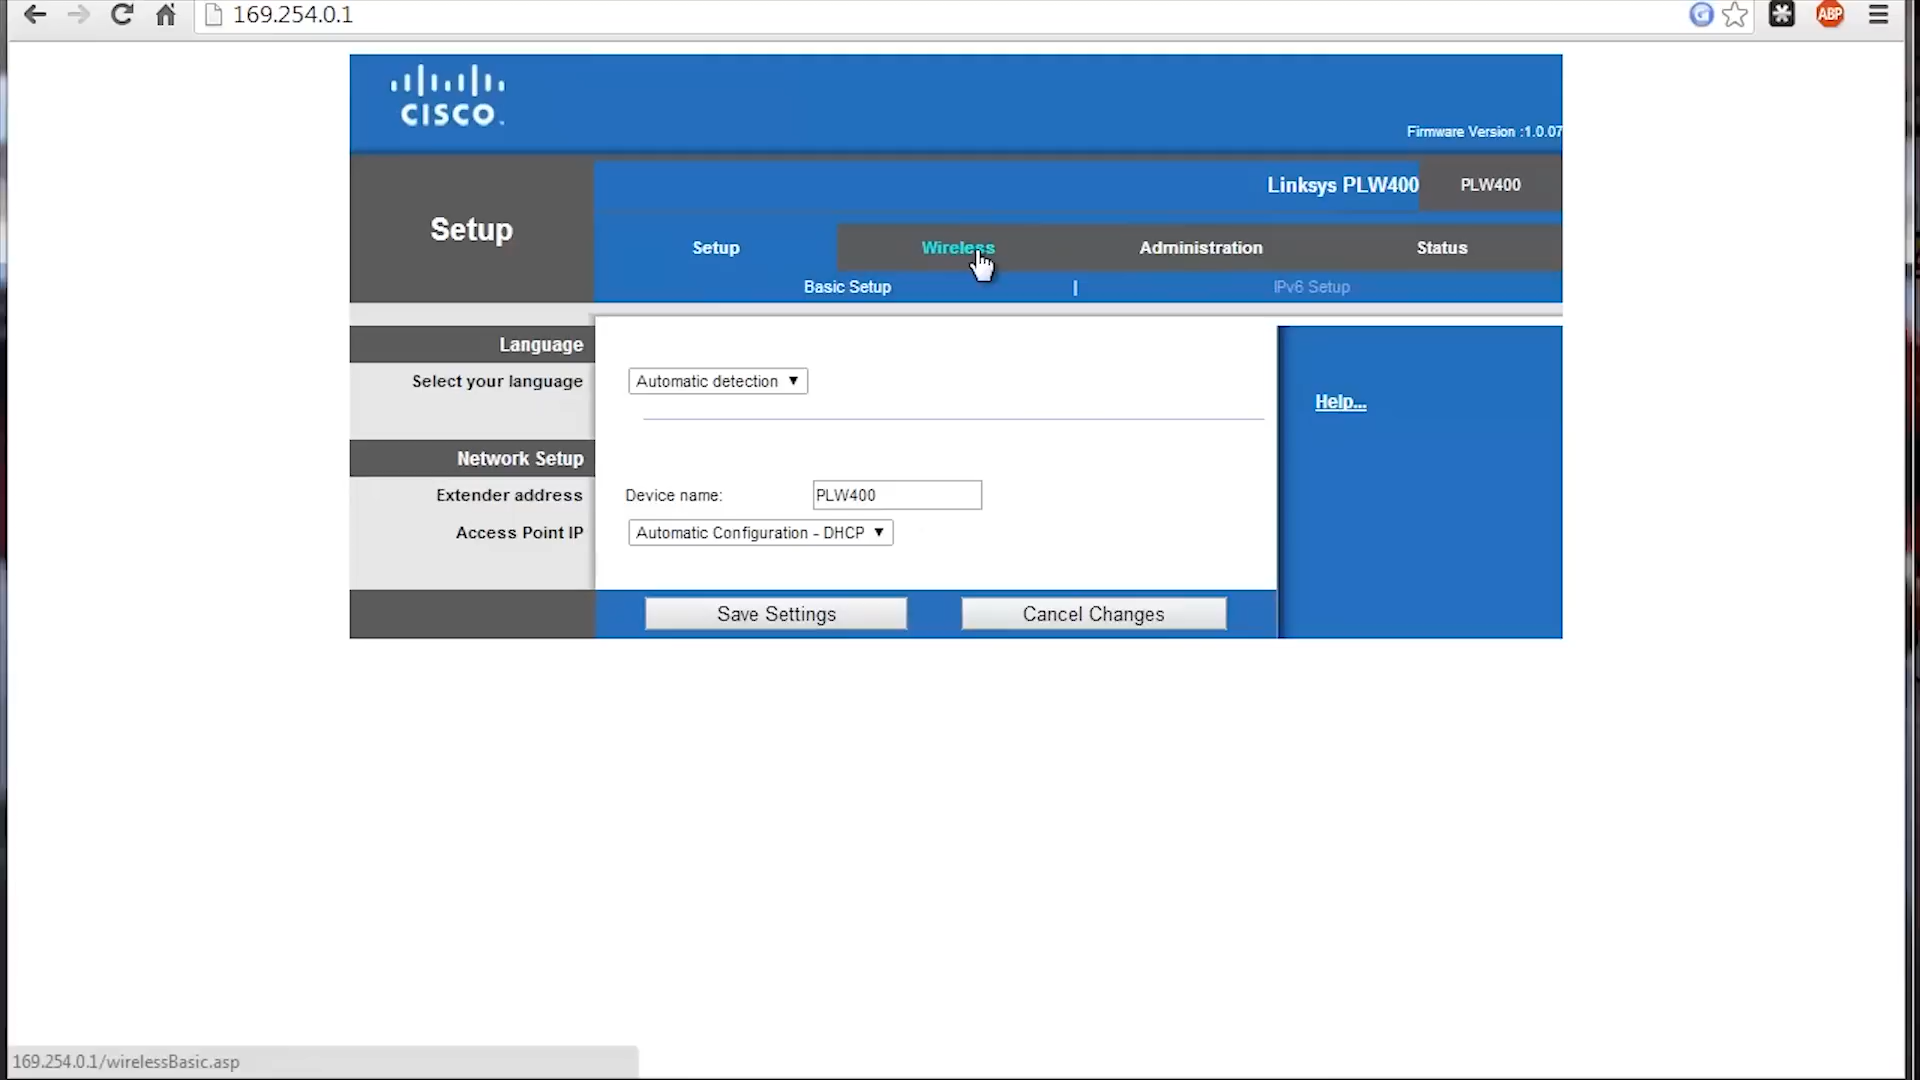 169.254.0.1
ABP
CISCO.
Firmware Version :1.0.07
Linksys PLW400
PLW400
Setup
Setup
Wireless
Administration
Status
Basic Setup
|
IPv6 Setup
Language
Select your language
Automatic detection
Help...
Network Setup
Extender address
Device name:
PLW400
Access Point IP
Automatic Configuration - DHCP
Save Settings
Cancel Changes
169.254.0.1/wirelessBasic.asp